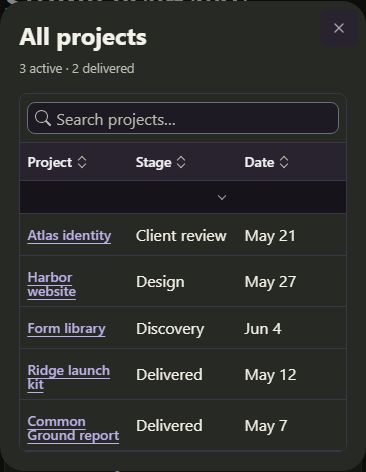 All projects
3 active · 2 delivered
Search projects...
Project Stage Date
Atlas identity Client review May 21
Harbor
website Design May 27
Form library Discovery Jun 4
Ridge launch
kit Delivered May 12
Common
Ground report Delivered May 7